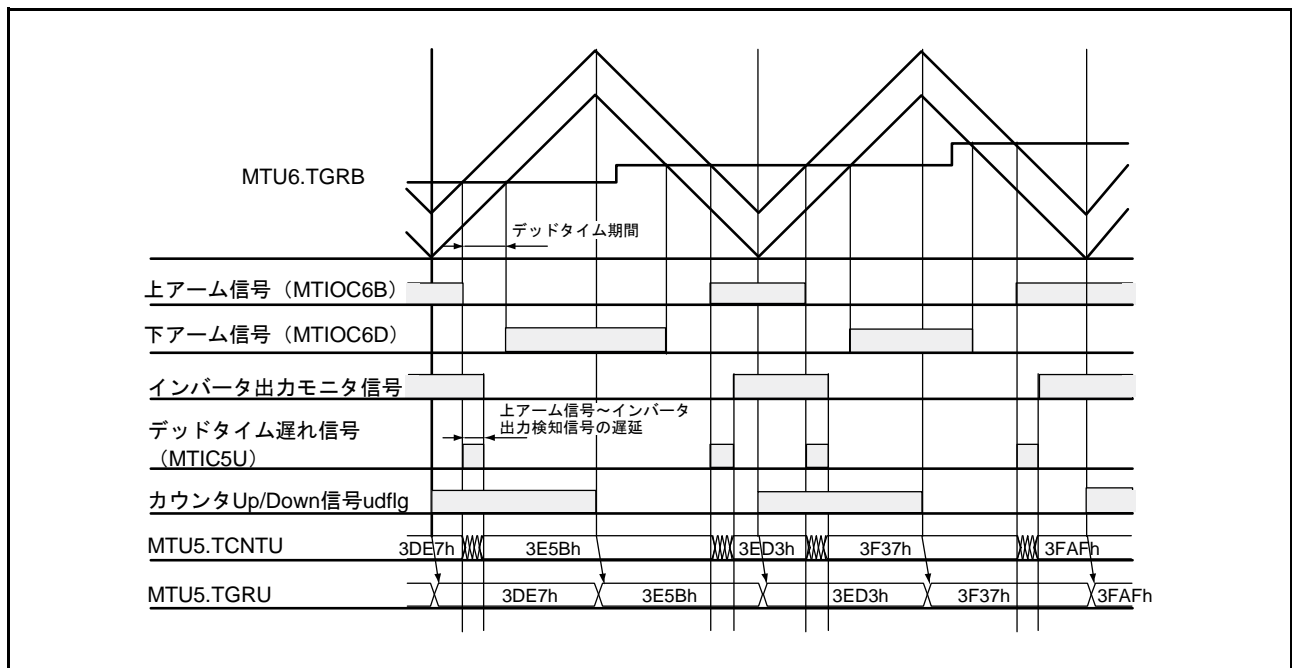 MTU6.TGRB
デッドタイム期間
上アーム信号（MTIOC6B）
下アーム信号（MTIOC6D）
インバータ出力モニタ信号
上アーム信号～インバータ
出力検知信号の遅延
デッドタイム遅れ信号
（MTIC5U）
カウンタUp/Down信号udflg
MTU5.TCNTU 3DE7h 3E5Bh 3ED3h 3F37h 3FAFh
MTU5.TGRU 3DE7h 3E5Bh 3ED3h 3F37h 3FAFh